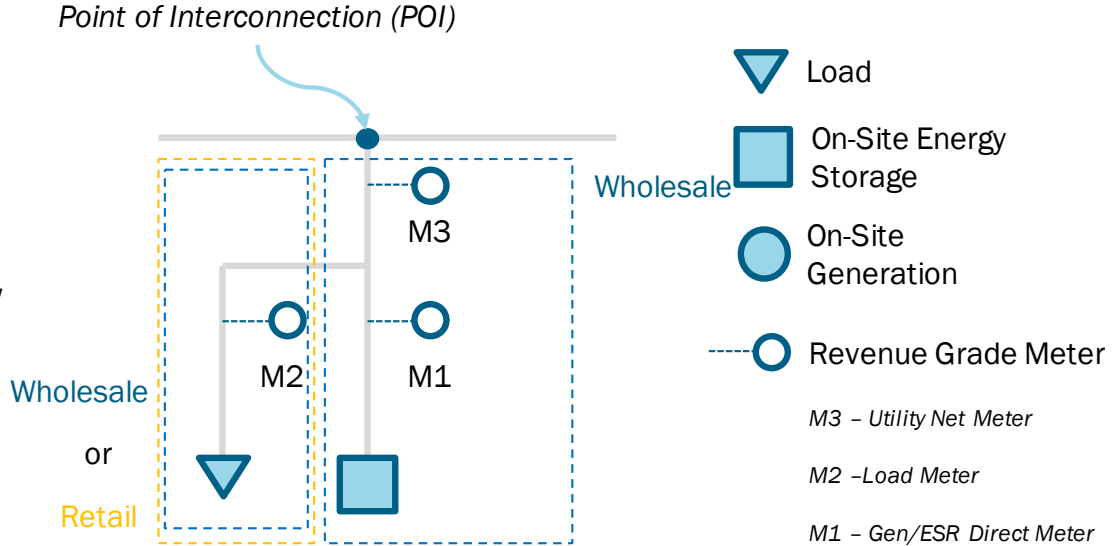 Point of Interconnection (POI)
Load
On-Site Energy
Storage
Wholesale
M3
On-Site
Generation
M2
M1
Revenue Grade Meter
Wholesale
or
Retail
M3 – Utility Net Meter
M2 –Load Meter
M1 – Gen/ESR Direct Meter